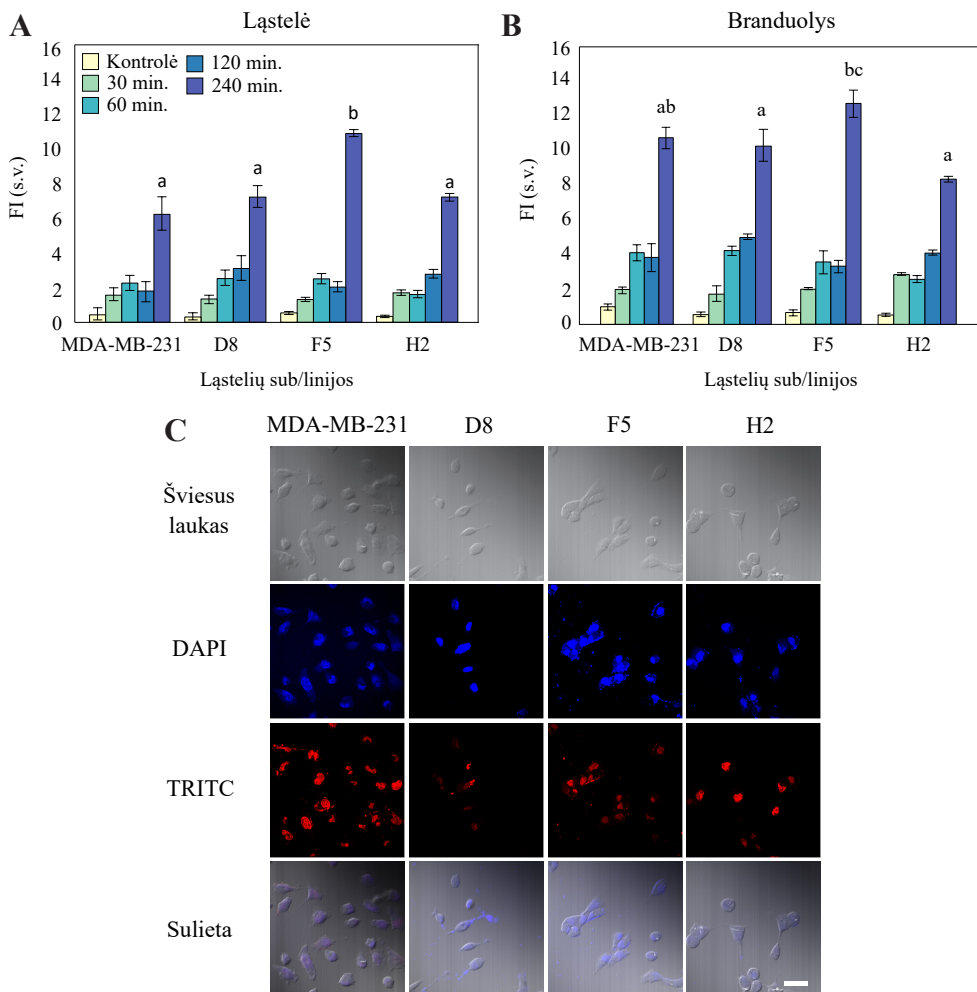 A
Ląstelė
16
14
12
10
8
6
4
2
0
FI (s.v.)
Kontrolė
30 min.
60 min.
120 min.
240 min.
a
a
b
a
MDA-MB-231
D8
F5
H2
Ląstelių sub/linijos
B
Branduolys
16
14
12
10
8
6
4
2
0
FI (s.v.)
ab
a
bc
a
MDA-MB-231
D8
F5
H2
Ląstelių sub/linijos
C
MDA-MB-231
D8
F5
H2
Šviesus
laukas
DAPI
TRITC
Sulieta